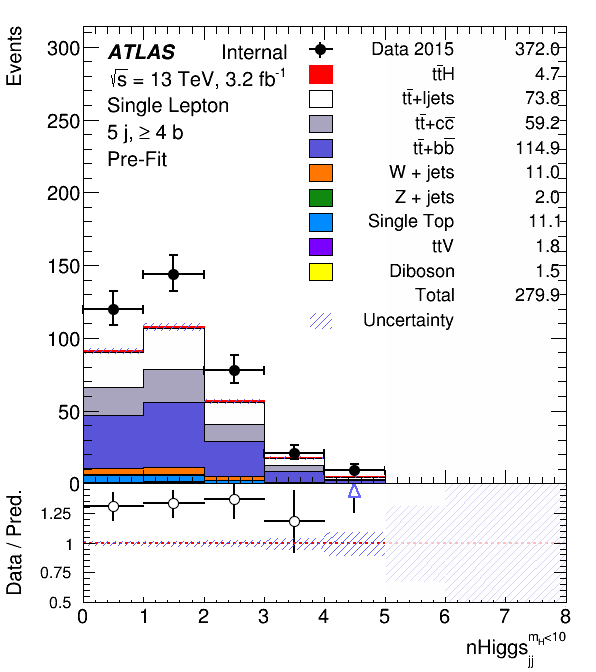 Events
300
250
200
150
100
50
0
ATLAS Internal
√s = 13 TeV, 3.2 fb⁻¹
Single Lepton
5 j, ≥ 4 b
Pre-Fit
Data 2015 372.0
tt̄H 4.7
tt̄+ljets 73.8
tt̄+cc̄ 59.2
tt̄+bb̄ 114.9
W + jets 11.0
Z + jets 2.0
Single Top 11.1
ttV 1.8
Diboson 1.5
Total 279.9
Uncertainty
Data / Pred.
1.25
1
0.75
0.5
0 1 2 3 4 5 6 7 8
nHiggs_jj^{m_H<10}